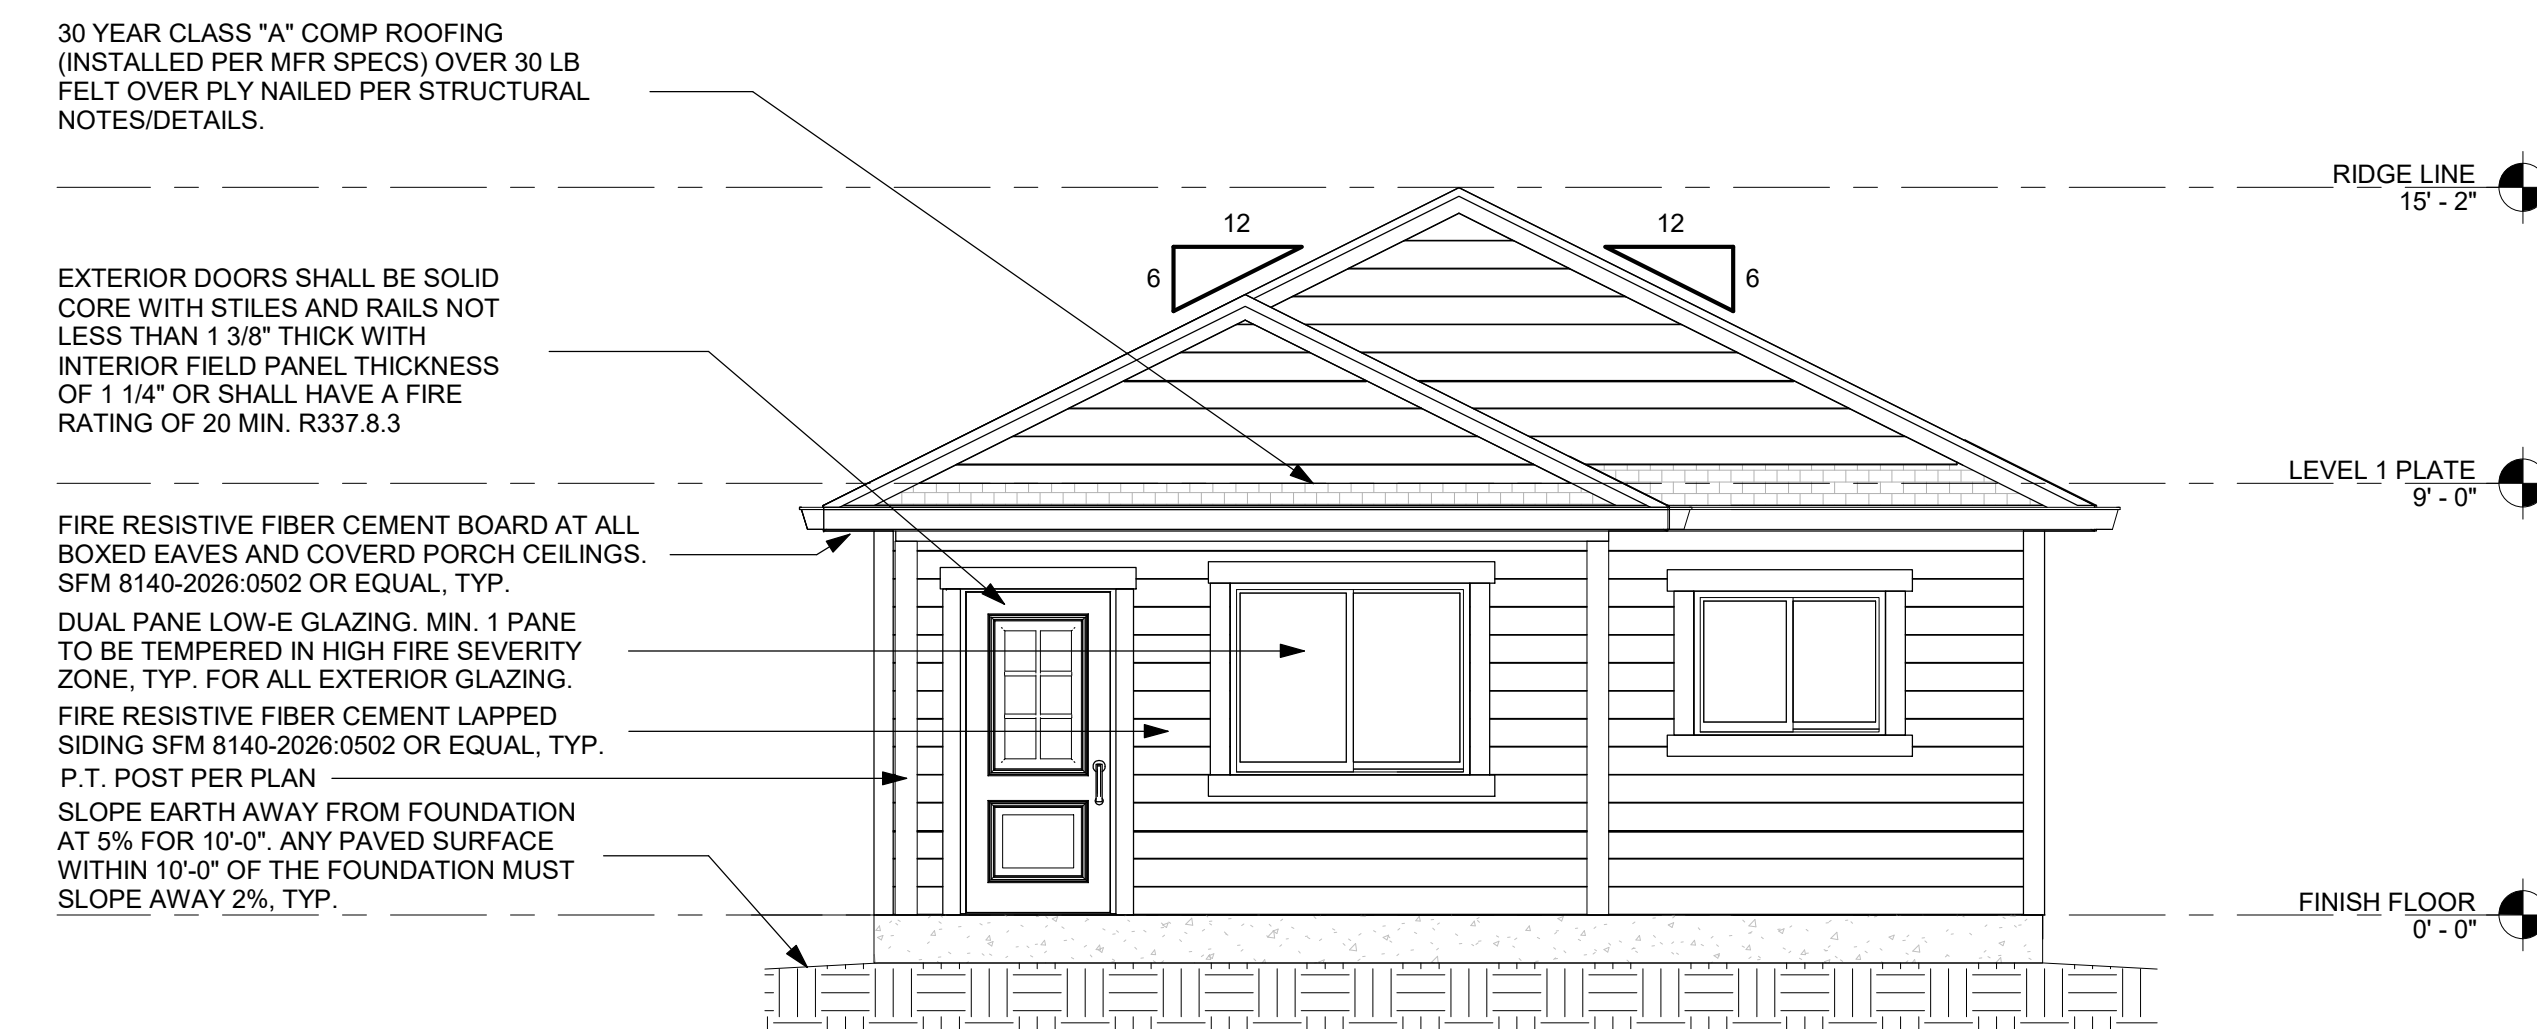 30 YEAR CLASS "A" COMP ROOFING
(INSTALLED PER MFR SPECS) OVER 30 LB
FELT OVER PLY NAILED PER STRUCTURAL
NOTES/DETAILS.
RIDGE LINE
15' - 2"
12
6
12
6
EXTERIOR DOORS SHALL BE SOLID
CORE WITH STILES AND RAILS NOT
LESS THAN 1 3/8" THICK WITH
INTERIOR FIELD PANEL THICKNESS
OF 1 1/4" OR SHALL HAVE A FIRE
RATING OF 20 MIN. R337.8.3
LEVEL 1 PLATE
9' - 0"
FIRE RESISTIVE FIBER CEMENT BOARD AT ALL
BOXED EAVES AND COVERD PORCH CEILINGS.
SFM 8140-2026:0502 OR EQUAL, TYP.
DUAL PANE LOW-E GLAZING. MIN. 1 PANE
TO BE TEMPERED IN HIGH FIRE SEVERITY
ZONE, TYP. FOR ALL EXTERIOR GLAZING.
FIRE RESISTIVE FIBER CEMENT LAPPED
SIDING SFM 8140-2026:0502 OR EQUAL, TYP.
P.T. POST PER PLAN
SLOPE EARTH AWAY FROM FOUNDATION
AT 5% FOR 10'-0". ANY PAVED SURFACE
WITHIN 10'-0" OF THE FOUNDATION MUST
SLOPE AWAY 2%, TYP.
FINISH FLOOR
0' - 0"